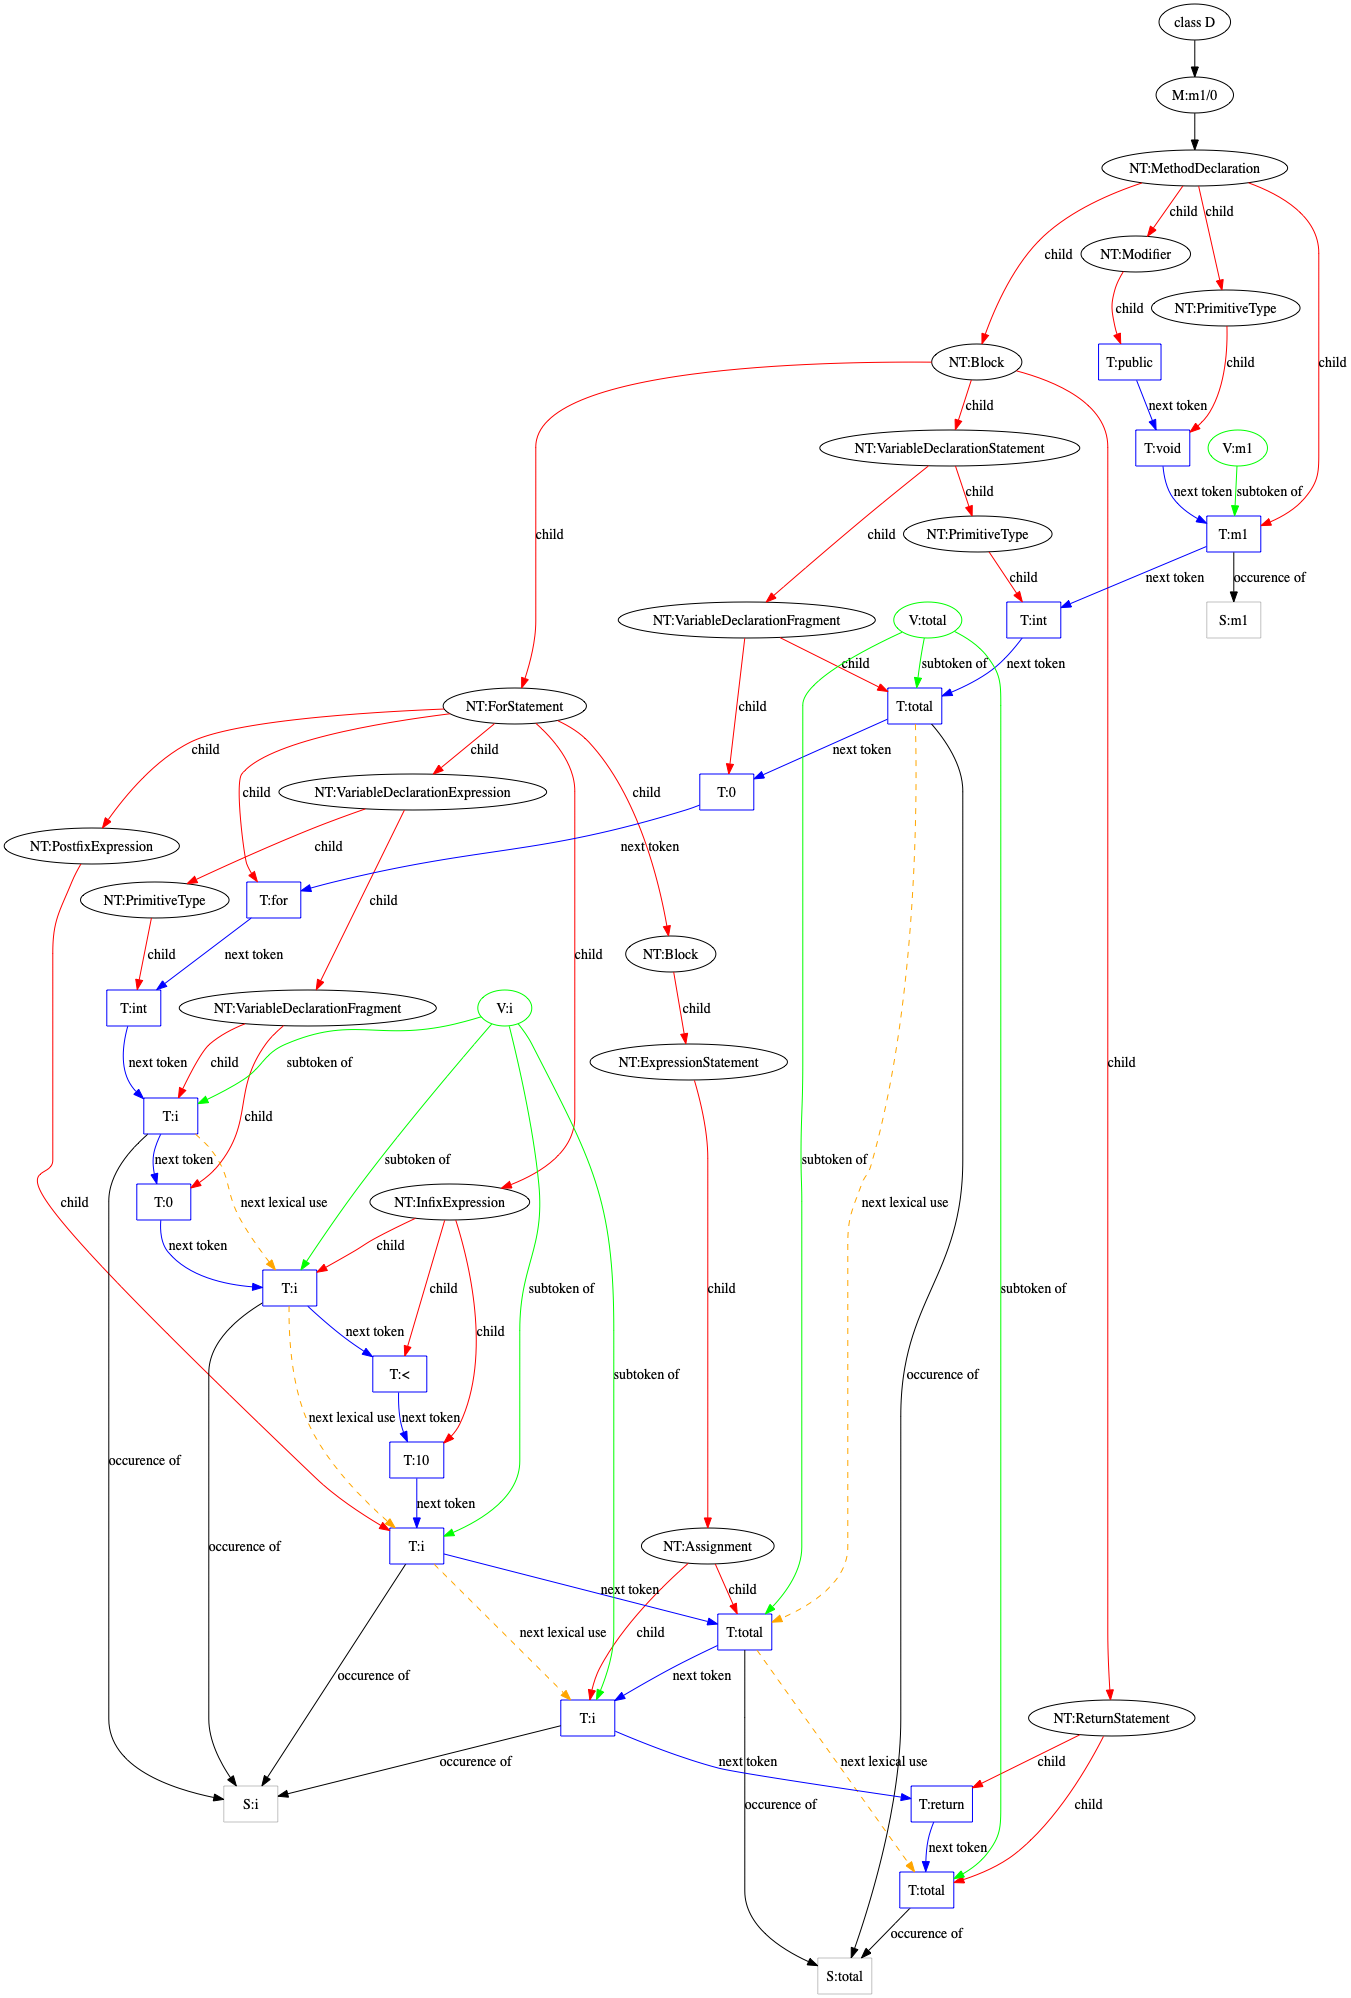 class D
M:m1/0
NT:MethodDeclaration
child child
child NT:Modifier
child NT:PrimitiveType
NT:Block T:public child child
child next token
NT:VariableDeclarationStatement T:void V:m1
child next token subtoken of
child child NT:PrimitiveType T:m1
child next token occurence of
NT:VariableDeclarationFragment V:total T:int S:m1
child subtoken of next token
NT:ForStatement child T:total
child child next token
child NT:VariableDeclarationExpression child T:0
NT:PostfixExpression child next token
NT:PrimitiveType T:for child
child next token NT:Block child
T:int NT:VariableDeclarationFragment V:i child
next token child subtoken of NT:ExpressionStatement child
T:i child
next token subtoken of subtoken of
T:0 next lexical use NT:InfixExpression next lexical use
child
next token child
T:i child subtoken of child subtoken of
next token child
T:< subtoken of occurence of
next lexical use next token
occurence of T:10
next token
occurence of T:i NT:Assignment
next token child
next lexical use child T:total
occurence of next token
T:i NT:ReturnStatement
occurence of next token next lexical use child
S:i occurence of T:return child
next token
T:total
occurence of
S:total